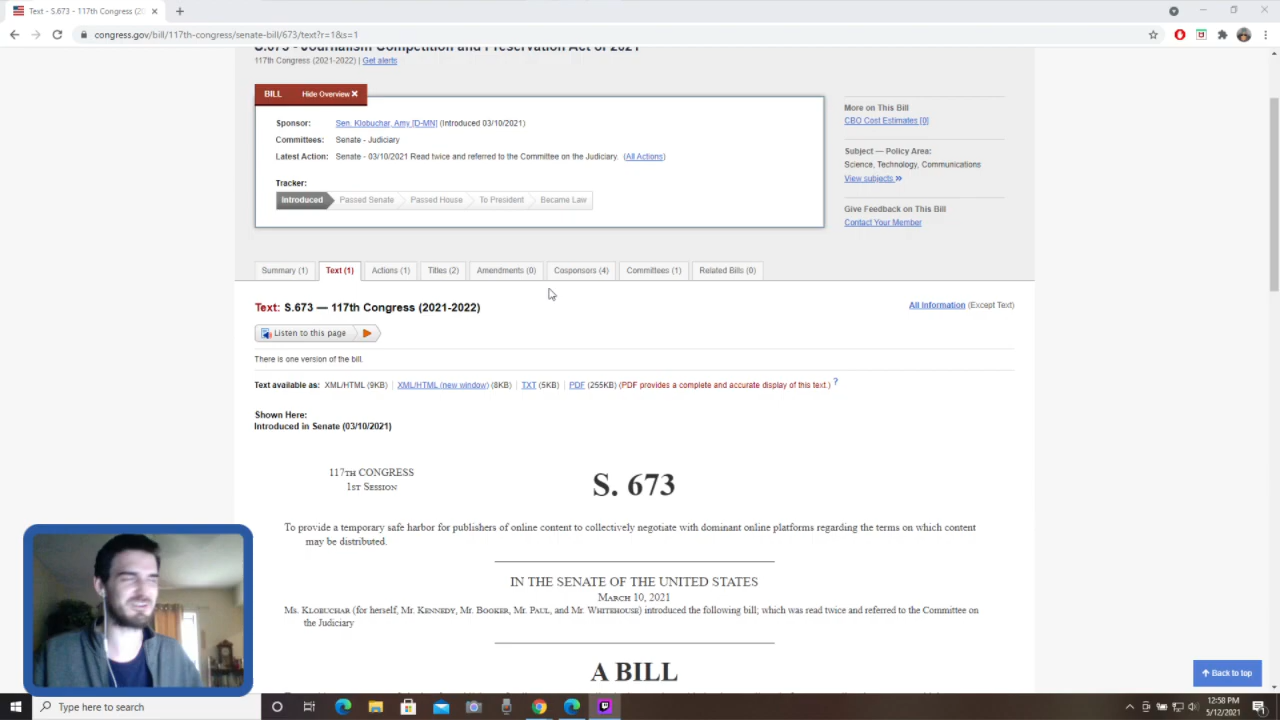 Text - S.673 - 117th Congress (20
congress.gov/bill/117th-congress/senate-bill/673/text?r=1&s=1
S.673 - Journalism Competition and Preservation Act of 2021
117th Congress (2021-2022) | Get alerts
BILL Hide Overview ✕
Sponsor: Sen. Klobuchar, Amy [D-MN] (Introduced 03/10/2021)
Committees: Senate - Judiciary
Latest Action: Senate - 03/10/2021 Read twice and referred to the Committee on the Judiciary. (All Actions)
Tracker:
Introduced Passed Senate Passed House To President Became Law
More on This Bill
CBO Cost Estimates [0]
Subject — Policy Area:
Science, Technology, Communications
View subjects »
Give Feedback on This Bill
Contact Your Member
Summary (1) Text (1) Actions (1) Titles (2) Amendments (0) Cosponsors (4) Committees (1) Related Bills (0)
Text: S.673 — 117th Congress (2021-2022)
All Information (Except Text)
Listen to this page
There is one version of the bill.
Text available as: XML/HTML (9KB) | XML/HTML (new window) (8KB) | TXT (5KB) | PDF (255KB) (PDF provides a complete and accurate display of this text.) ?
Shown Here:
Introduced in Senate (03/10/2021)
117TH CONGRESS
1ST SESSION
S. 673
To provide a temporary safe harbor for publishers of online content to collectively negotiate with dominant online platforms regarding the terms on which content
may be distributed.
IN THE SENATE OF THE UNITED STATES
MARCH 10, 2021
Ms. KLOBUCHAR (for herself, Mr. KENNEDY, Mr. BOOKER, Mr. PAUL, and Mr. WHITEHOUSE) introduced the following bill; which was read twice and referred to the Committee on
the Judiciary
A BILL
Back to top
Type here to search
12:58 PM
5/12/2021